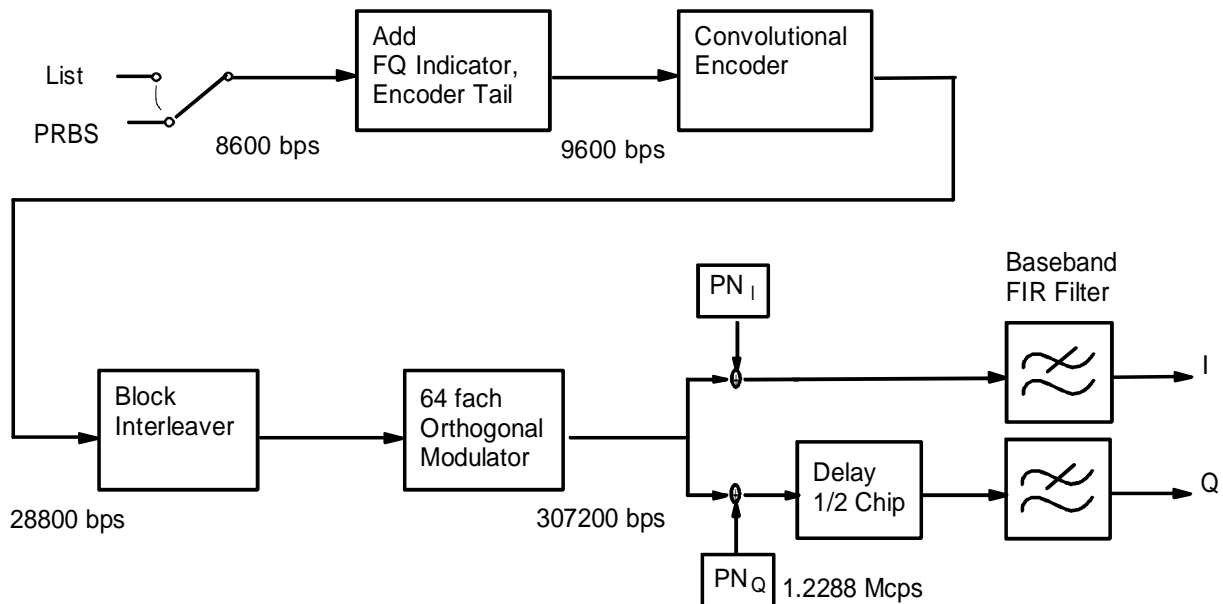 List
PRBS
8600 bps
Add
FQ Indicator,
Encoder Tail
9600 bps
Convolutional
Encoder
Block
Interleaver
28800 bps
64 fach
Orthogonal
Modulator
307200 bps
PN I
PN Q
1.2288 Mcps
Delay
1/2 Chip
Baseband
FIR Filter
I
Q